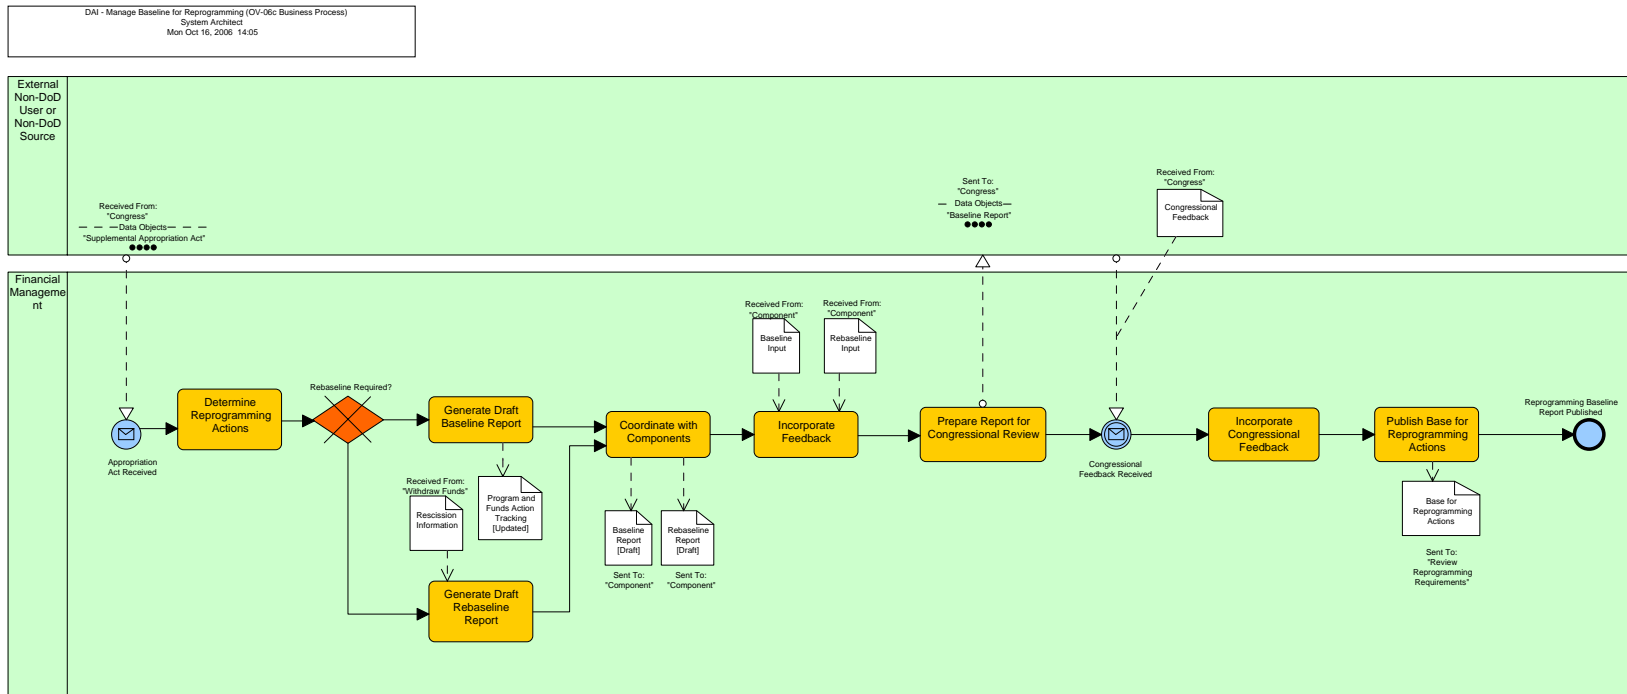 DAI - Manage Baseline for Reprogramming (OV-06c Business Process)
System Architect
Mon Oct 16, 2006 14:05
External
Non-DoD
User or
Non-DoD
Source
Received From:
"Congress"
Data Objects
"Supplemental Appropriation Act"
Sent To:
"Congress"
Data Objects
"Baseline Report"
Received From:
"Congress"
Congressional
Feedback
Financial
Manageme
nt
Appropriation
Act Received
Determine
Reprogramming
Actions
Rebaseline Required?
Generate Draft
Baseline Report
Program and
Funds Action
Tracking
[Updated]
Received From:
"Withdraw Funds"
Rescission
Information
Generate Draft
Rebaseline
Report
Coordinate with
Components
Baseline
Report
[Draft]
Sent To:
"Component"
Rebaseline
Report
[Draft]
Sent To:
"Component"
Received From:
"Component"
Baseline
Input
Received From:
"Component"
Rebaseline
Input
Incorporate
Feedback
Prepare Report for
Congressional Review
Congressional
Feedback Received
Incorporate
Congressional
Feedback
Publish Base for
Reprogramming
Actions
Base for
Reprogramming
Actions
Sent To:
"Review
Reprogramming
Requirements"
Reprogramming Baseline
Report Published